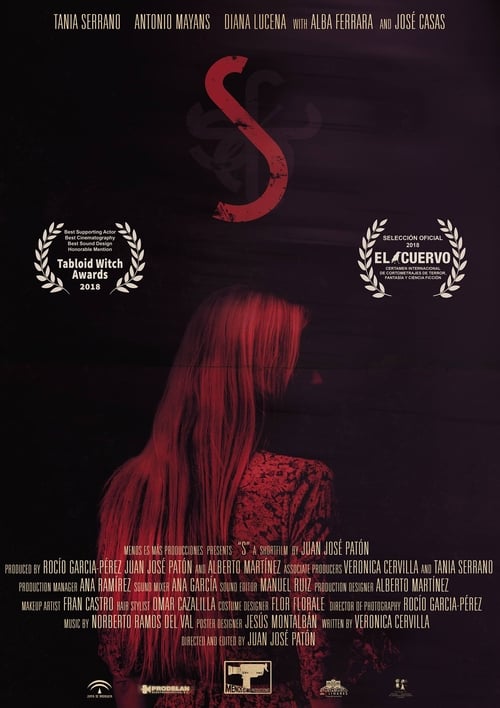 TANIA SERRANO ANTONIO MAYANS DIANA LUCENA WITH ALBA FERRARA AND JOSÉ CASAS
S
Best Supporting Actor
Best Cinematography
Best Sound Design
Honorable Mention
Tabloid Witch
Awards
2018
SELECCIÓN OFICIAL
2018
EL CUERVO
CERTAMEN INTERNACIONAL
DE CORTOMETRAJES DE TERROR,
FANTASÍA Y CIENCIA FICCIÓN
MENOS ES MÁS PRODUCCIONES PRESENTS "S" A SHORTFILM BY JUAN JOSÉ PATÓN
PRODUCED BY ROCÍO GARCIA-PÉREZ JUAN JOSÉ PATÓN AND ALBERTO MARTÍNEZ ASSOCIATE PRODUCERS VERONICA CERVILLA AND TANIA SERRANO
PRODUCTION MANAGER ANA RAMÍREZ SOUND MIXER ANA GARCÍA SOUND EDITOR MANUEL RUIZ PRODUCTION DESIGNER ALBERTO MARTÍNEZ
MAKEUP ARTIST FRAN CASTRO HAIR STYLIST OMAR CAZALILLA COSTUME DESIGNER FLOR FLORALE DIRECTOR OF PHOTOGRAPHY ROCÍO GARCIA-PÉREZ
MUSIC BY NORBERTO RAMOS DEL VAL POSTER DESIGNER JESÚS MONTALBÁN WRITTEN BY VERONICA CERVILLA
DIRECTED AND EDITED BY JUAN JOSÉ PATÓN
PRODELAN